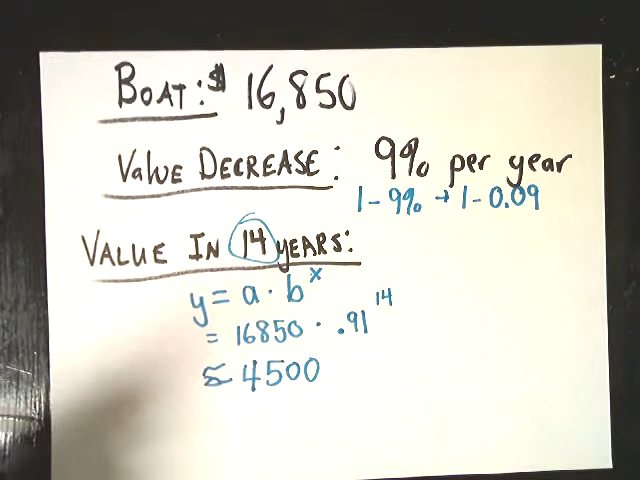 BOAT: $ 16,850
VALUE DECREASE: 9% per year
1 - 9% → 1 - 0.09
VALUE IN 14 YEARS:
y = a · b^x
= 16850 · .91^14
≈ 4500